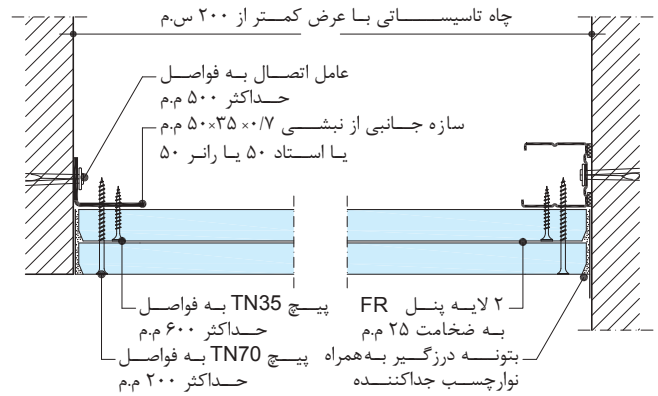 چاه تاسیساتی با عرض کمتر از ۲۰۰ س.م
عامل اتصال به فواصل
حداکثر ۵۰۰ م.م
سازه جانبی از نبشی ۵۰×۳۵×۰/۷ م.م
یا استاد ۵۰ یا رانر ۵۰
۲ لایه پنل FR
به ضخامت ۲۵ م.م
بتونه درزگیر به‌همراه
نوارچسب جداکننده
پیچ TN35 به فواصل
حداکثر ۶۰۰ م.م
پیچ TN70 به فواصل
حداکثر ۲۰۰ م.م